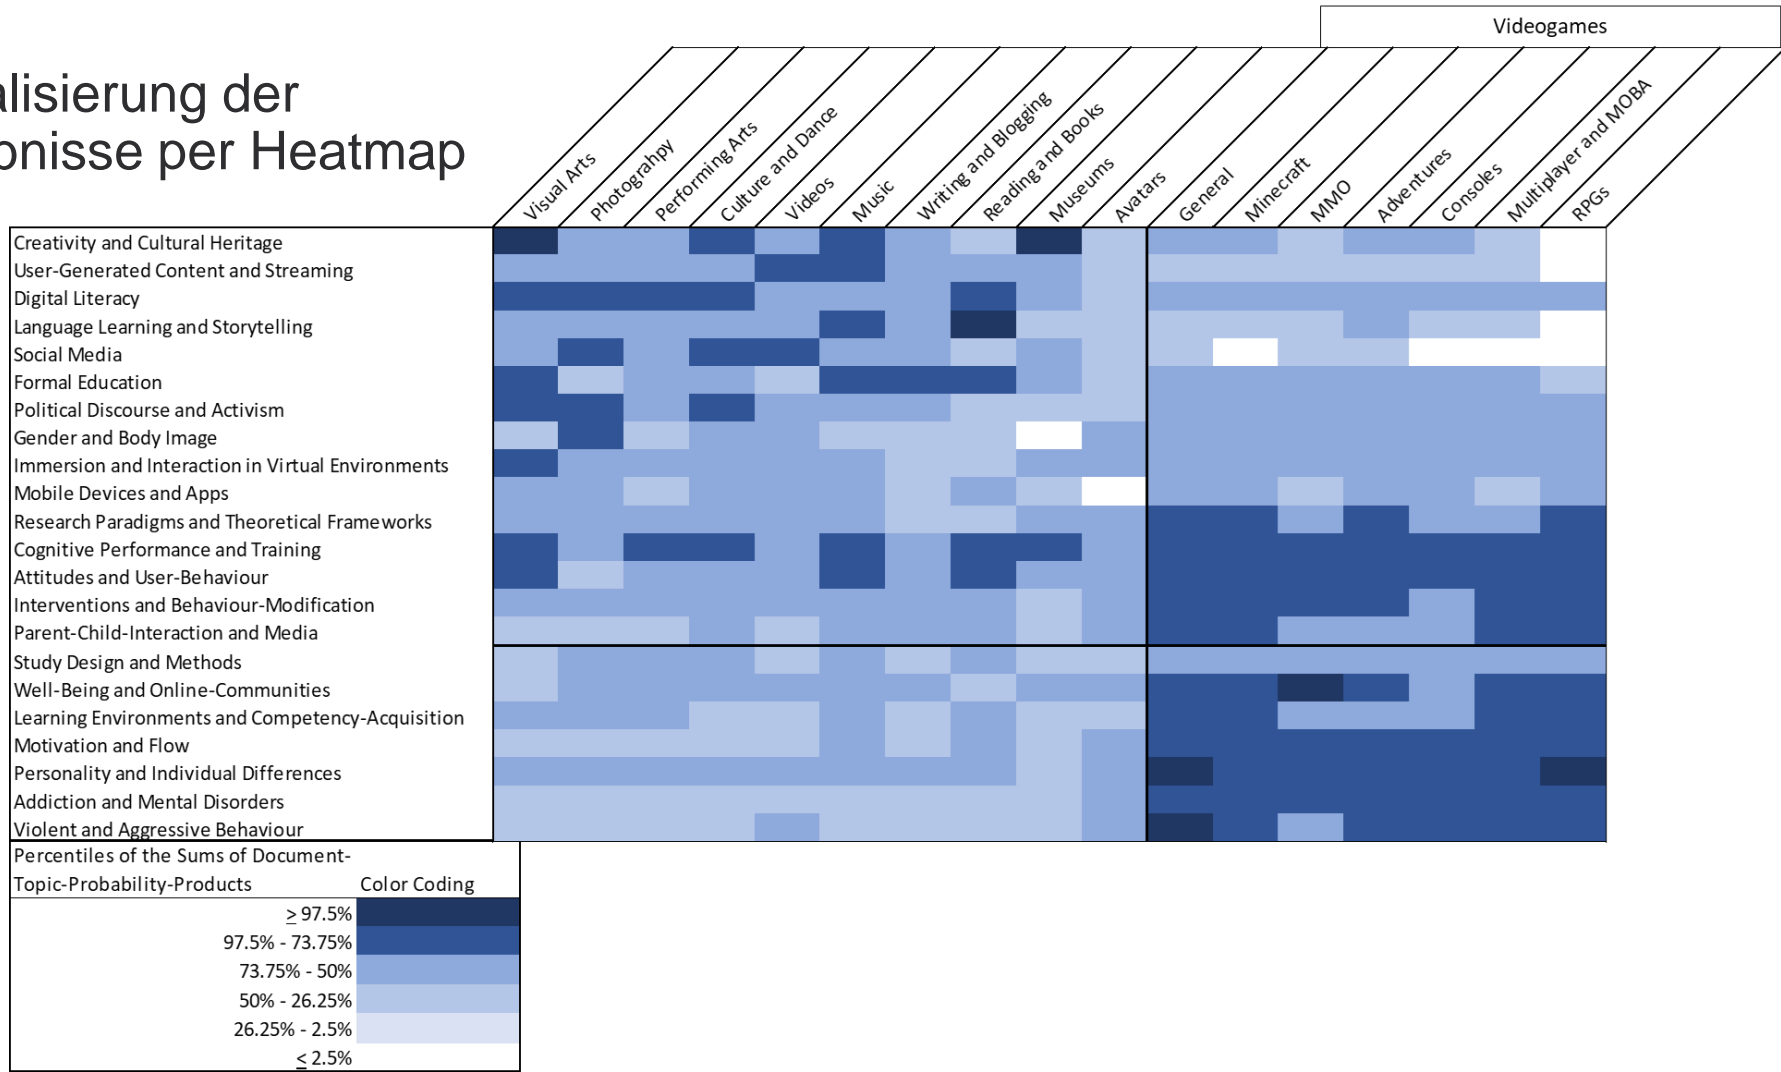 Videogames
alisierung der
bnisse per Heatmap
Visual Arts
Photograhpy
Performing Arts
Culture and Dance
Videos
Music
Writing and Blogging
Reading and Books
Museums
Avatars
General
Minecraft
MMO
Adventures
Consoles
Multiplayer and MOBA
RPGs
Creativity and Cultural Heritage
User-Generated Content and Streaming
Digital Literacy
Language Learning and Storytelling
Social Media
Formal Education
Political Discourse and Activism
Gender and Body Image
Immersion and Interaction in Virtual Environments
Mobile Devices and Apps
Research Paradigms and Theoretical Frameworks
Cognitive Performance and Training
Attitudes and User-Behaviour
Interventions and Behaviour-Modification
Parent-Child-Interaction and Media
Study Design and Methods
Well-Being and Online-Communities
Learning Environments and Competency-Acquisition
Motivation and Flow
Personality and Individual Differences
Addiction and Mental Disorders
Violent and Aggressive Behaviour
Percentiles of the Sums of Document-
Topic-Probability-Products Color Coding
≥ 97.5%
97.5% - 73.75%
73.75% - 50%
50% - 26.25%
26.25% - 2.5%
≤ 2.5%